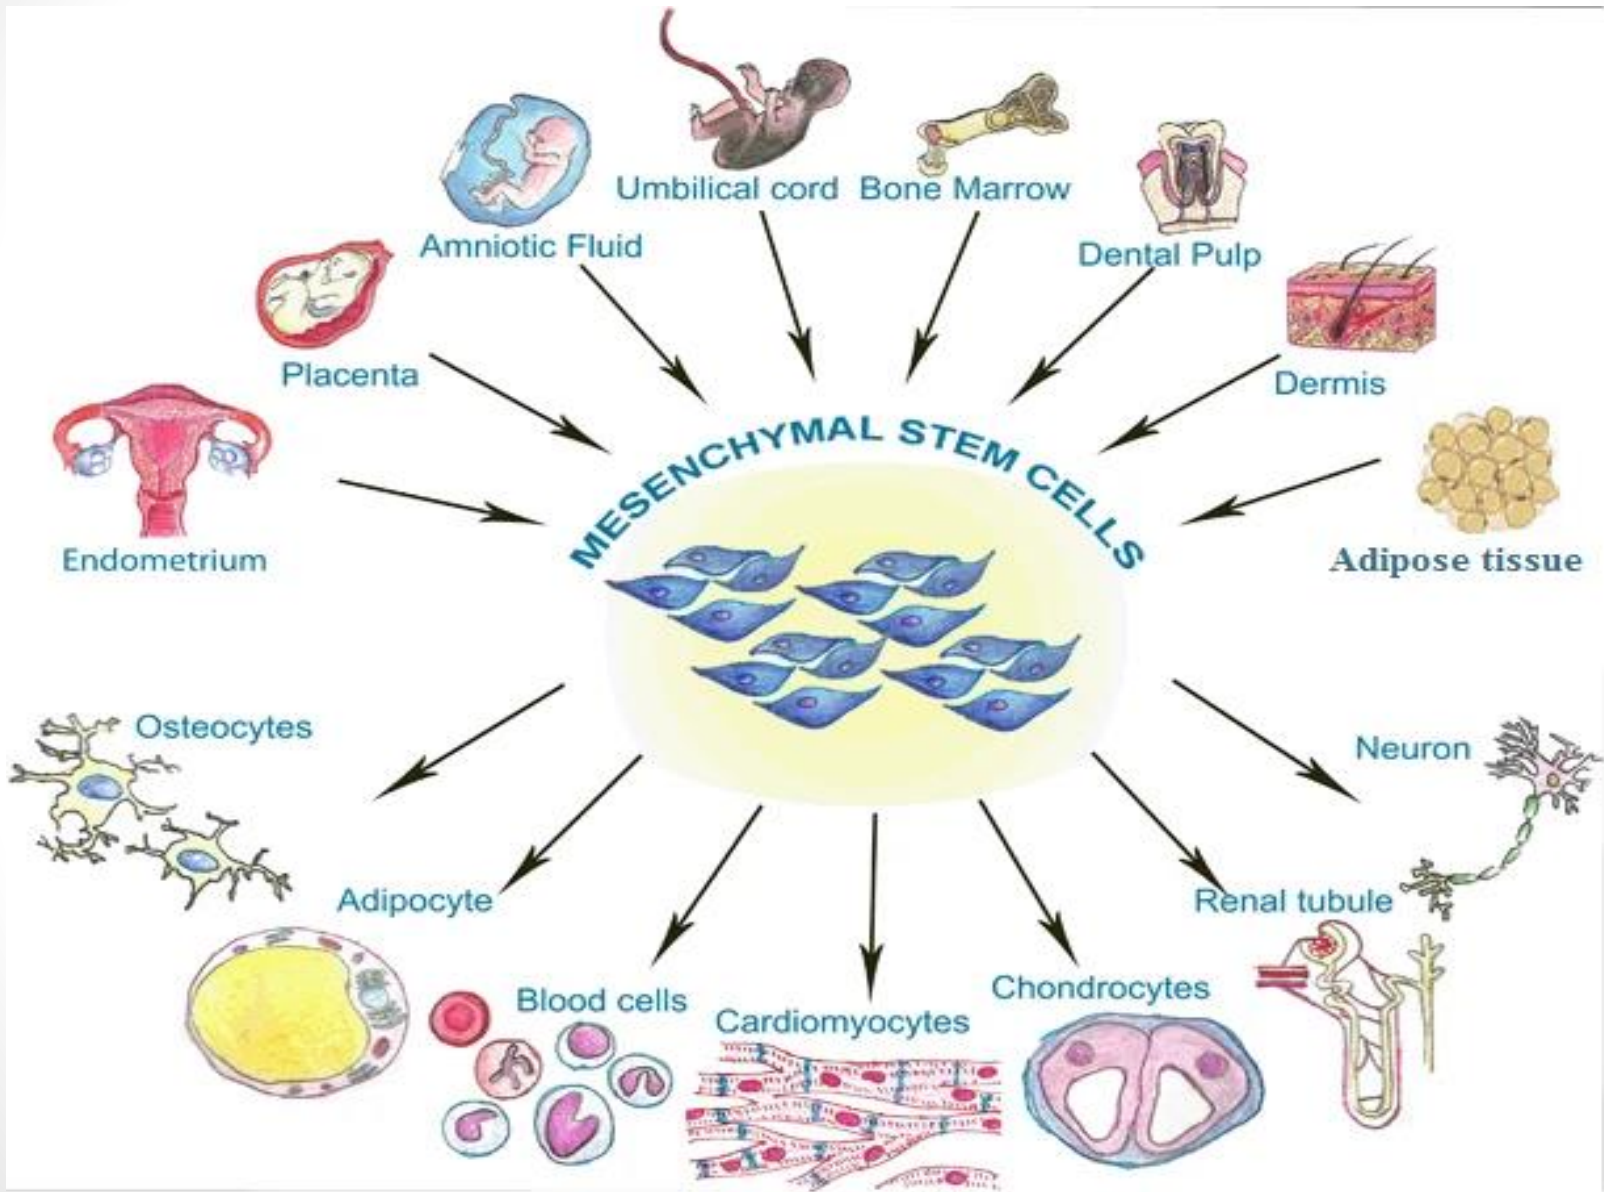 Umbilical cord
Bone Marrow
Amniotic Fluid
Dental Pulp
Placenta
Dermis
MESENCHYMAL STEM CELLS
Endometrium
Adipose tissue
Osteocytes
Neuron
Adipocyte
Renal tubule
Blood cells
Chondrocytes
Cardiomyocytes